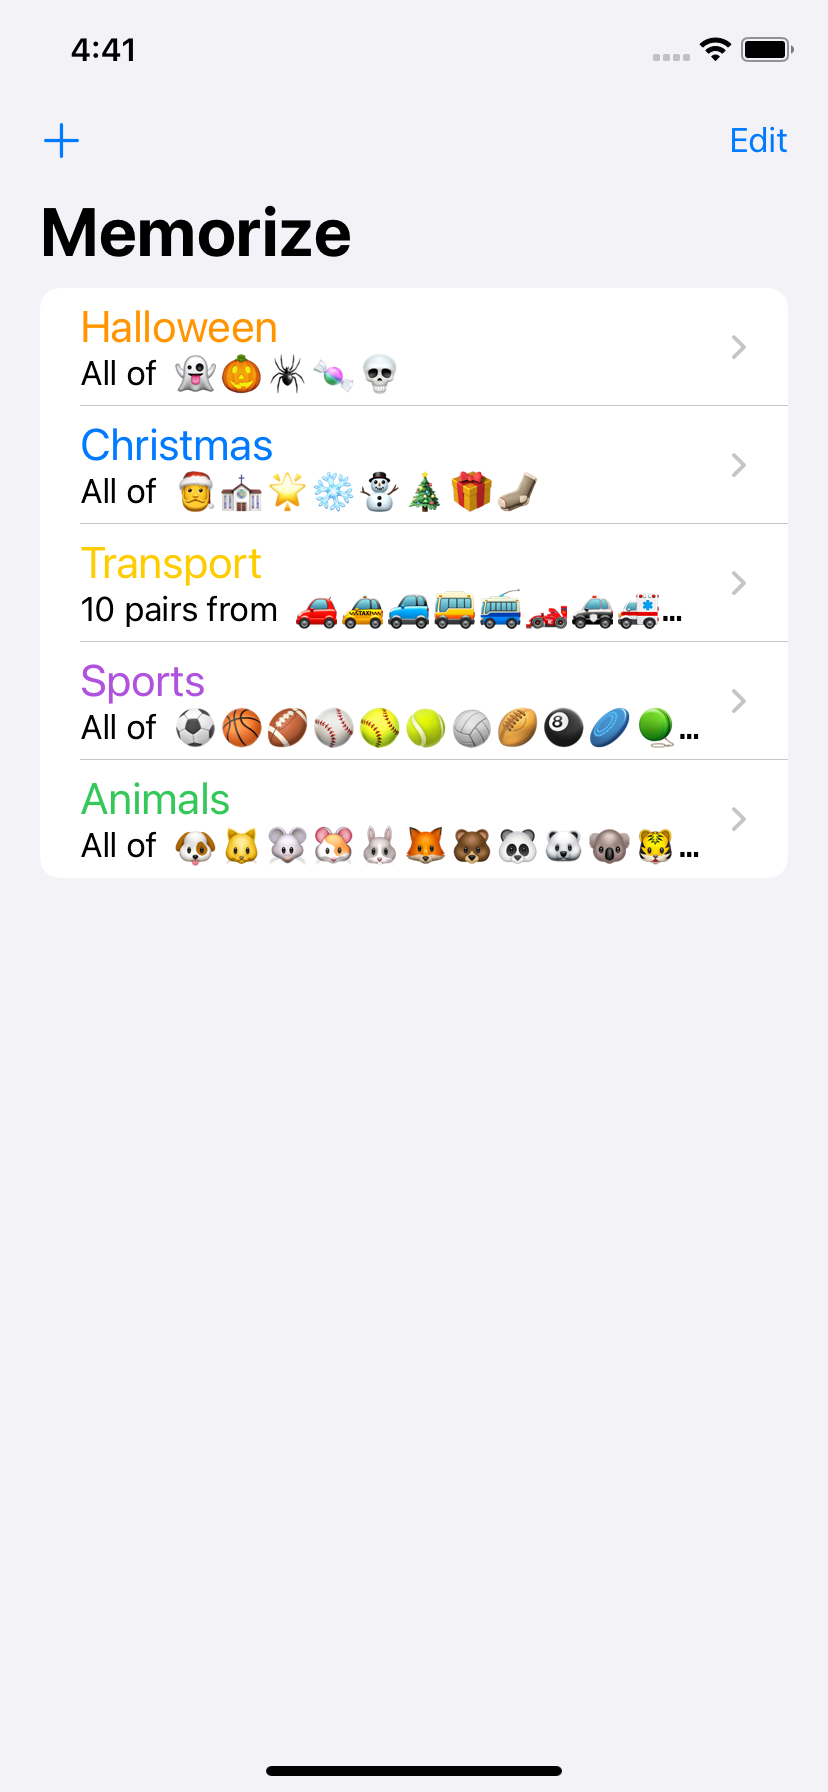 4:41
Edit
Memorize
Halloween
All of 👻🎃🕷🍬💀
Christmas
All of 🎅⛪🌟❄️⛄🎄🎁🧦
Transport
10 pairs from 🚗🚕🚙🚌🚎🏎🚓🚑...
Sports
All of ⚽🏀🏈⚾🥎🎾🏐🏉🎱🥏🪀...
Animals
All of 🐶🐱🐭🐹🐰🦊🐻🐼🐻‍❄️🐨🐯...